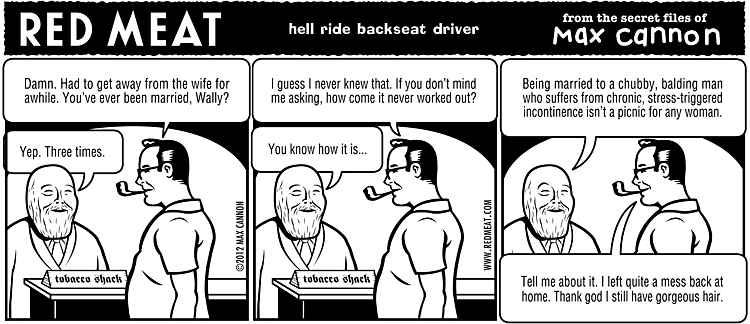 RED MEAT
hell ride backseat driver
from the secret files of
Max cannon
Damn. Had to get away from the wife for
awhile. You've ever been married, Wally?
Yep. Three times.
tobacco shack
©2012 MAX CANNON
I guess I never knew that. If you don't mind
me asking, how come it never worked out?
You know how it is...
tobacco shack
WWW.REDMEAT.COM
Being married to a chubby, balding man
who suffers from chronic, stress-triggered
incontinence isn't a picnic for any woman.
Tell me about it. I left quite a mess back at
home. Thank god I still have gorgeous hair.